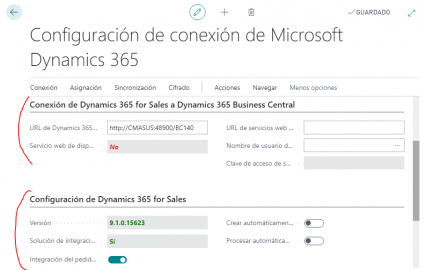 GUARDADO
Configuración de conexión de Microsoft
Dynamics 365
Conexión Asignación Sincronización Cifrado Acciones Navegar Menos opciones
Conexión de Dynamics 365 for Sales a Dynamics 365 Business Central
URL de Dynamics 365... http://CMASUS:48900/BC140 URL de servicios web ...
Servicio web de disp... No Nombre de usuario d...
Clave de acceso de s...
Configuración de Dynamics 365 for Sales
Versión 9.1.0.15623 Crear automáticamen...
Solución de integraci... Sí Procesar automática...
Integración del pedid...